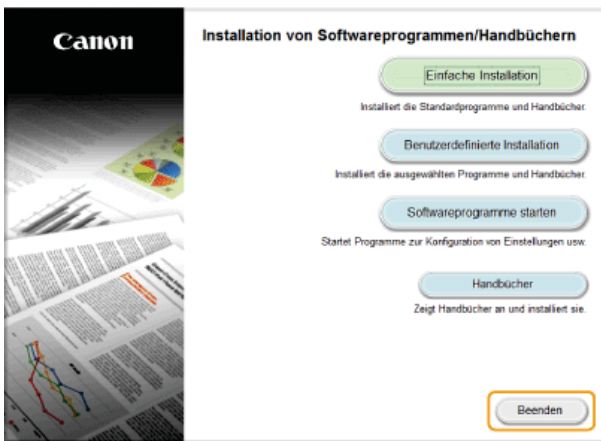 Canon
Installation von Softwareprogrammen/Handbüchern
Einfache Installation
Installiert die Standardprogramme und Handbücher.
Benutzerdefinierte Installation
Installiert die ausgewählten Programme und Handbücher.
Softwareprogramme starten
Startet Programme zur Konfiguration von Einstellungen usw.
Handbücher
Zeigt Handbücher an und installiert sie.
Beenden